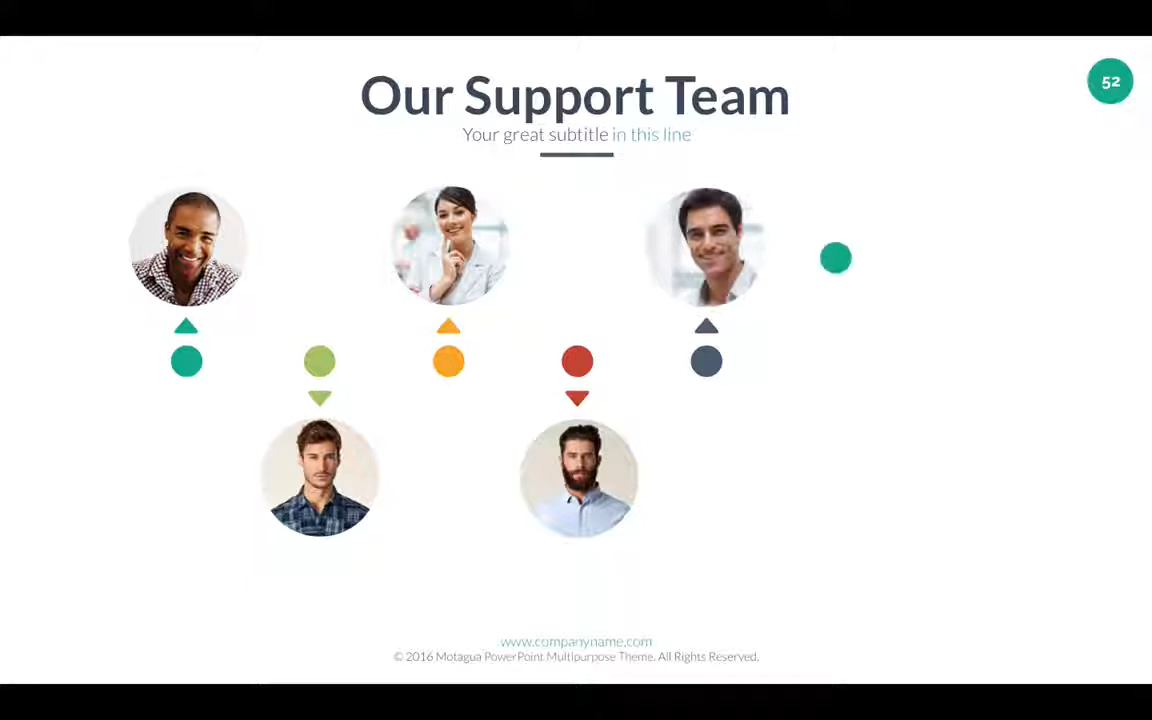 Our Support Team
52
Your great subtitle in this line
www.companyname.com
© 2016 Motagua PowerPoint Multipurpose Theme. All Rights Reserved.